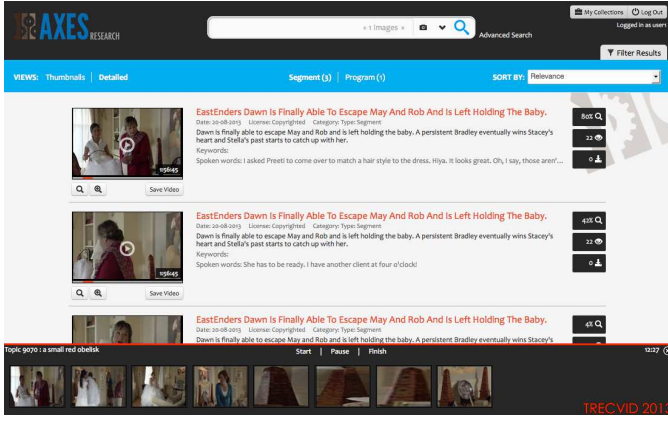 AXES RESEARCH
+ 1 images +
Advanced Search
My Collections
Log Out
Logged in as user1
Filter Results
VIEWS: Thumbnails | Detailed
Segment (3) | Program (1)
SORT BY: Relevance
EastEnders Dawn Is Finally Able To Escape May And Rob And Is Left Holding The Baby.
Date: 20-08-2013 License: Copyrighted Category: Type: Segment
Dawn is finally able to escape May and Rob and is left holding the baby. A persistent Bradley eventually wins Stacey's
heart and Stella's past starts to catch up with her.
Keywords:
Spoken words: I asked Preeti to come over to match a hair style to the dress. Hiya. It looks great. Oh, I say, those aren'...
80%
22
0
1:56:45
Save Video
EastEnders Dawn Is Finally Able To Escape May And Rob And Is Left Holding The Baby.
Date: 20-08-2013 License: Copyrighted Category: Type: Segment
Dawn is finally able to escape May and Rob and is left holding the baby. A persistent Bradley eventually wins Stacey's
heart and Stella's past starts to catch up with her.
Keywords:
Spoken words: She has to be ready. I have another client at four o'clock!
42%
22
0
1:56:45
Save Video
EastEnders Dawn Is Finally Able To Escape May And Rob And Is Left Holding The Baby.
Date: 20-08-2013 License: Copyrighted Category: Type: Segment
Dawn is finally able to escape May and Rob and is left holding the baby. A persistent Bradley eventually wins Stacey's
4%
Topic 9070 : a small red obelisk
Start | Pause | Finish
12:27
TRECVID 2013